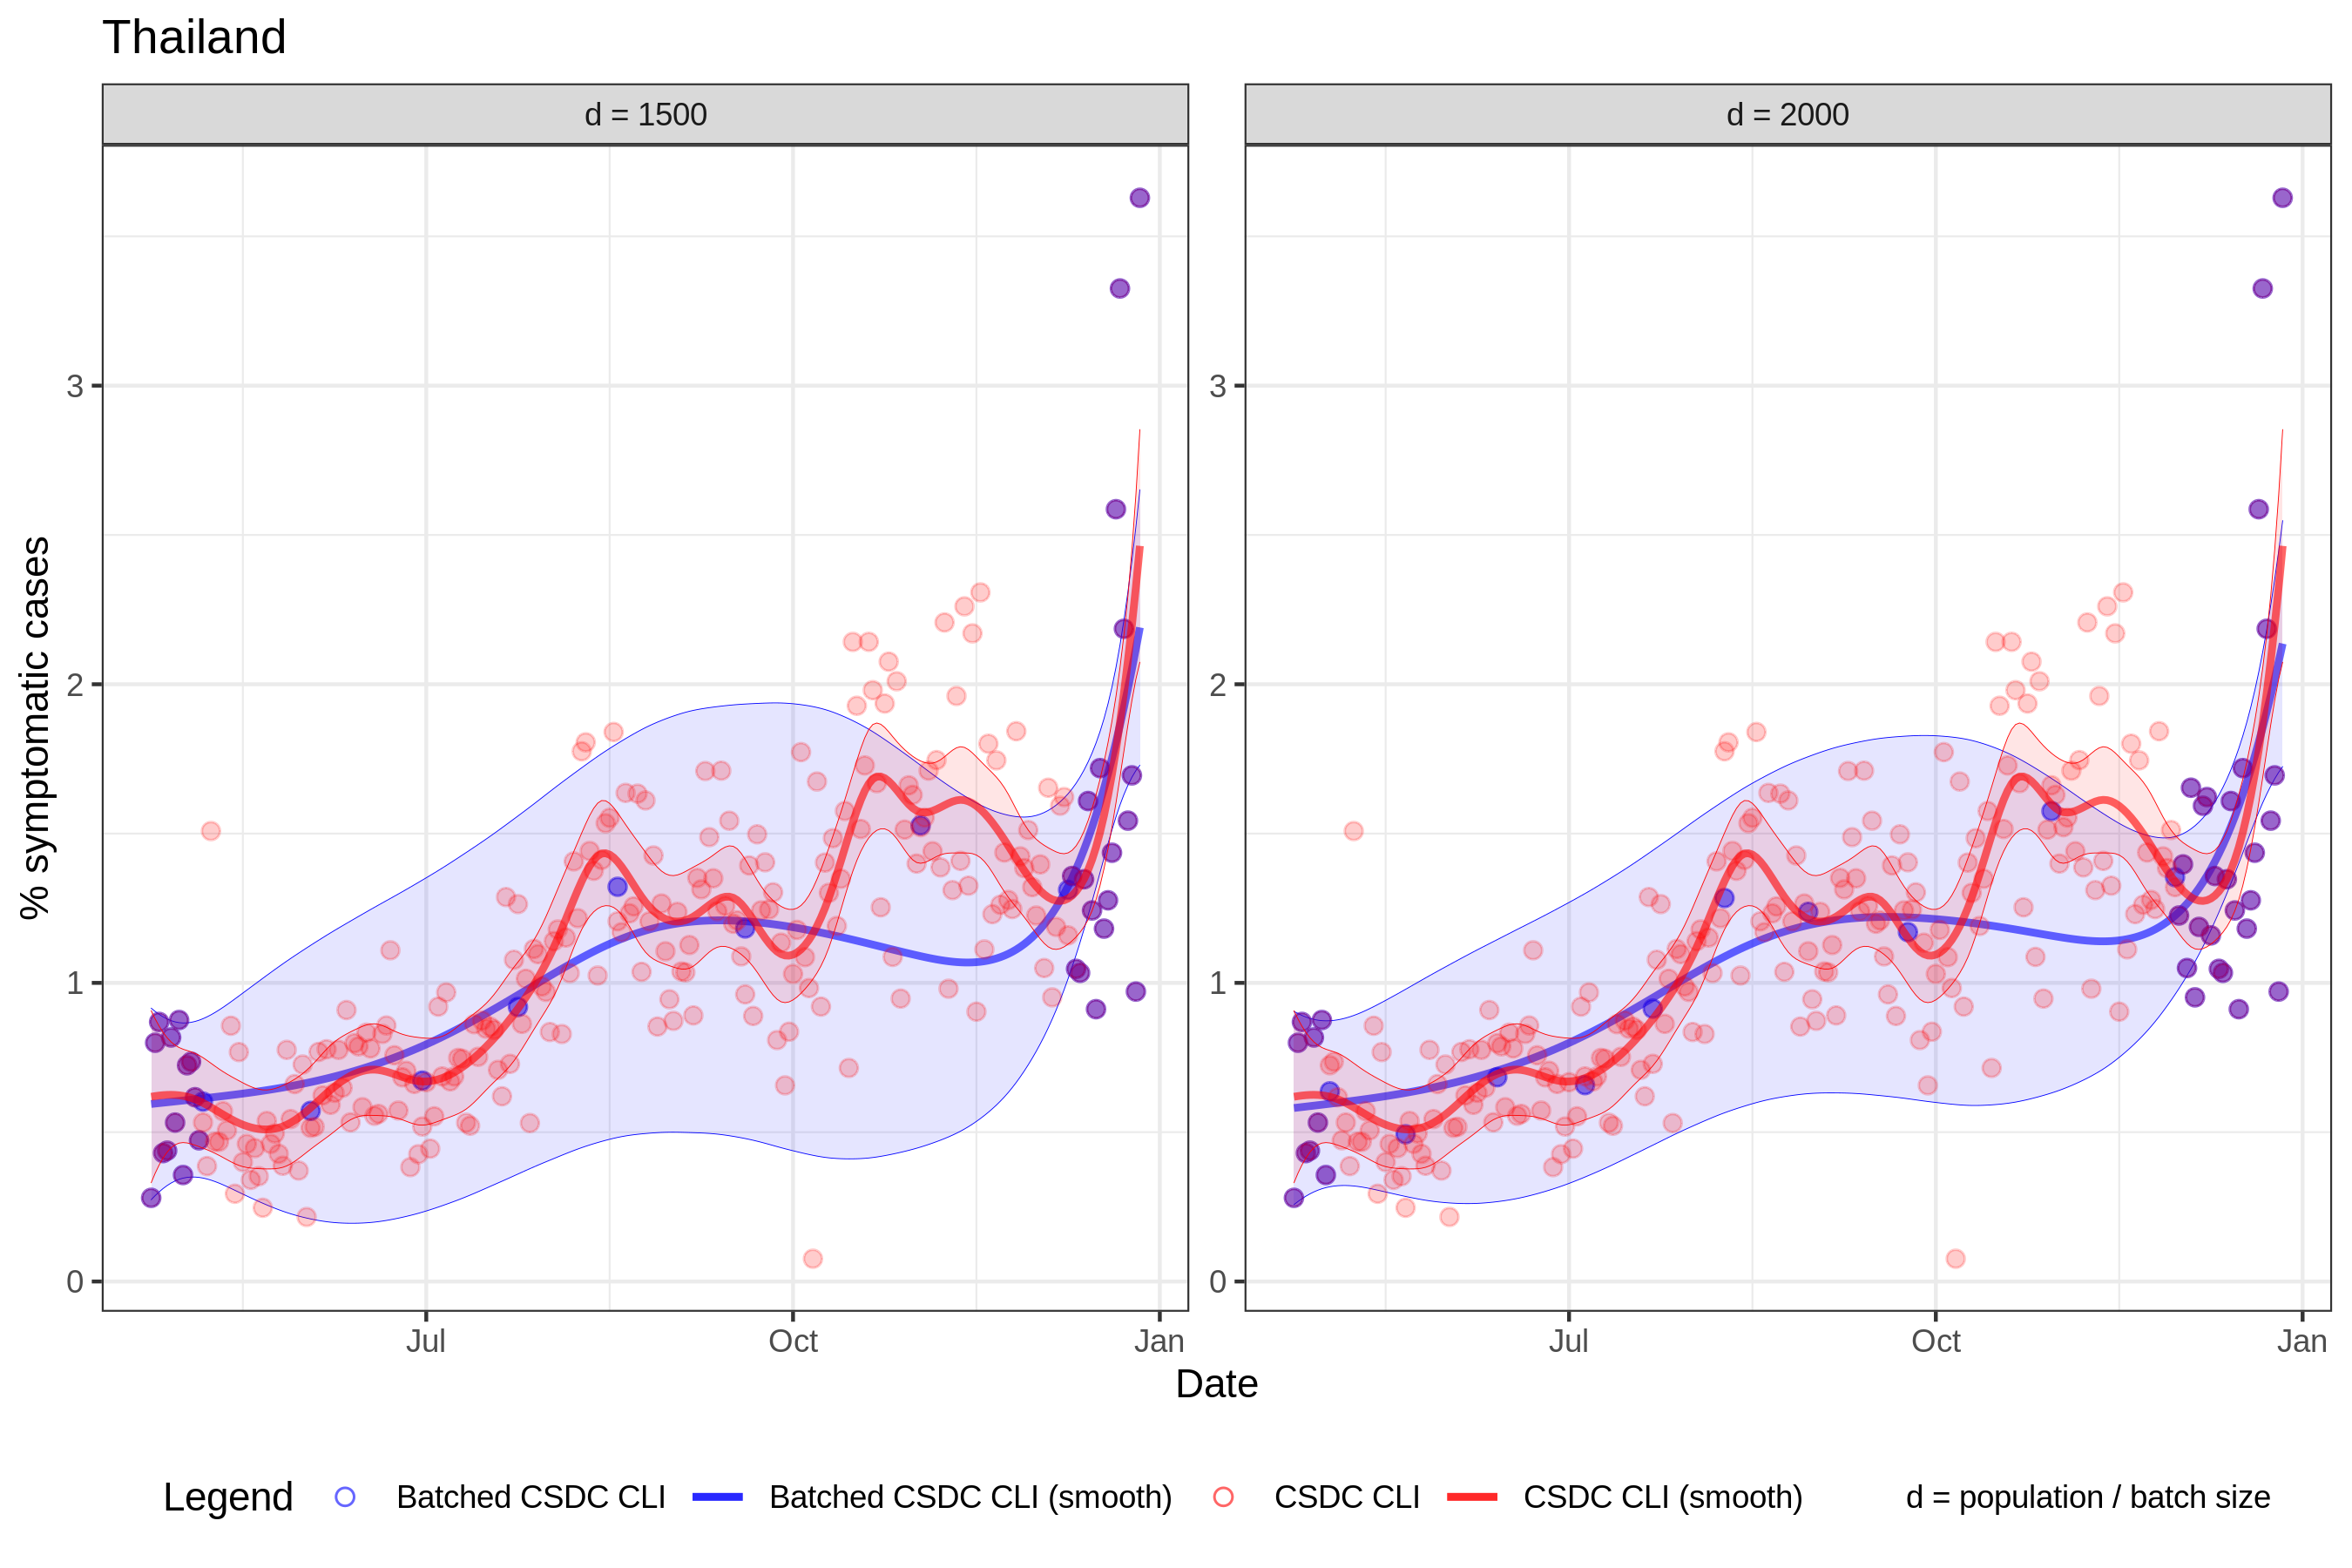 Thailand
d = 1500
d = 2000
% symptomatic cases
3
2
1
0
3
2
1
0
Jul
Oct
Jan
Jul
Oct
Jan
Date
Legend
Batched CSDC CLI
Batched CSDC CLI (smooth)
CSDC CLI
CSDC CLI (smooth)
d = population / batch size